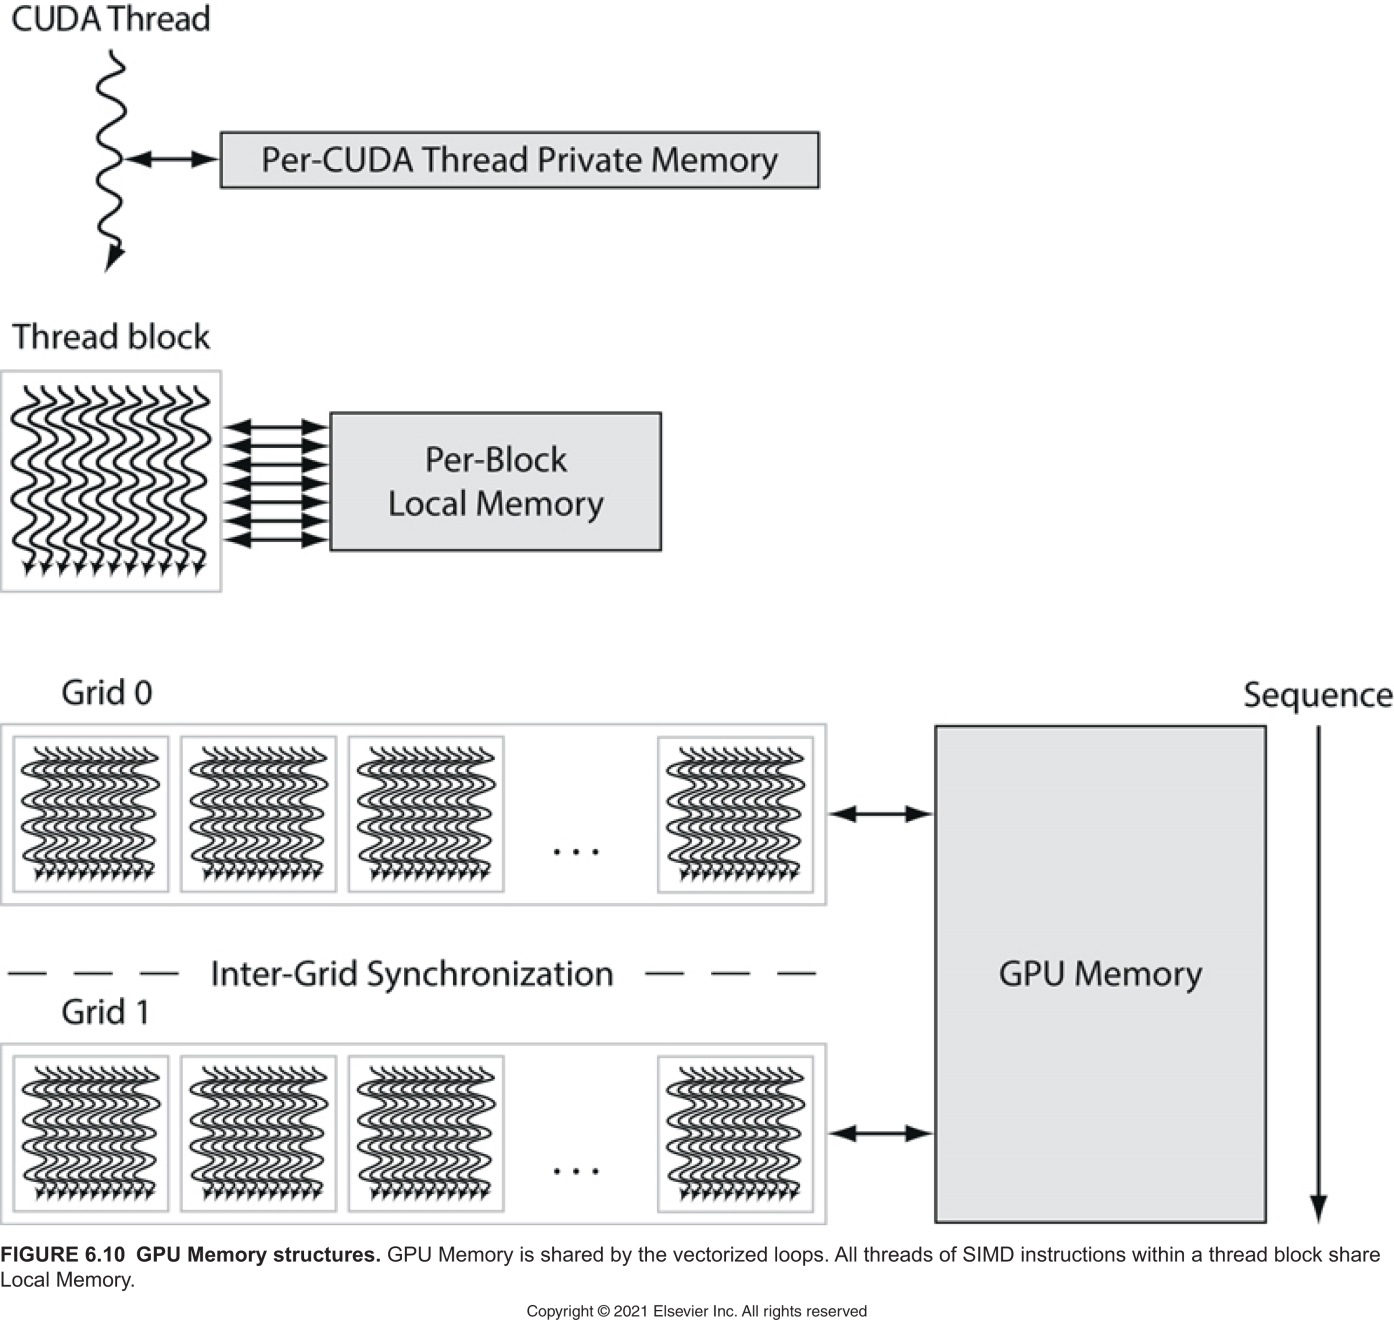 CUDA Thread
Per-CUDA Thread Private Memory
Thread block
Per-Block
Local Memory
Grid 0
Sequence
. . .
Inter-Grid Synchronization
GPU Memory
Grid 1
. . .
FIGURE 6.10 GPU Memory structures. GPU Memory is shared by the vectorized loops. All threads of SIMD instructions within a thread block share
Local Memory.
Copyright © 2021 Elsevier Inc. All rights reserved